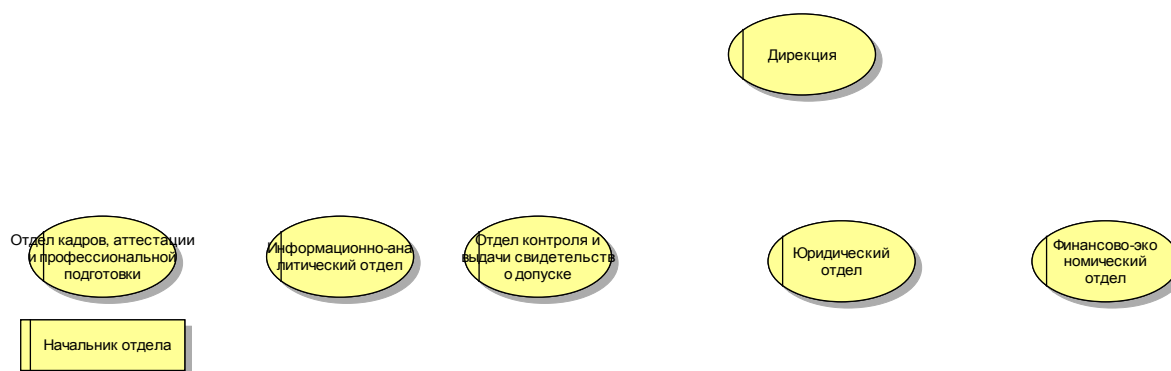 Дирекция
Отдел кадров, аттестации
и профессиональной
подготовки
Информационно-ана
литический отдел
Отдел контроля и
выдачи свидетельств
о допуске
Юридический
отдел
Финансово-эко
номический
отдел
Начальник отдела